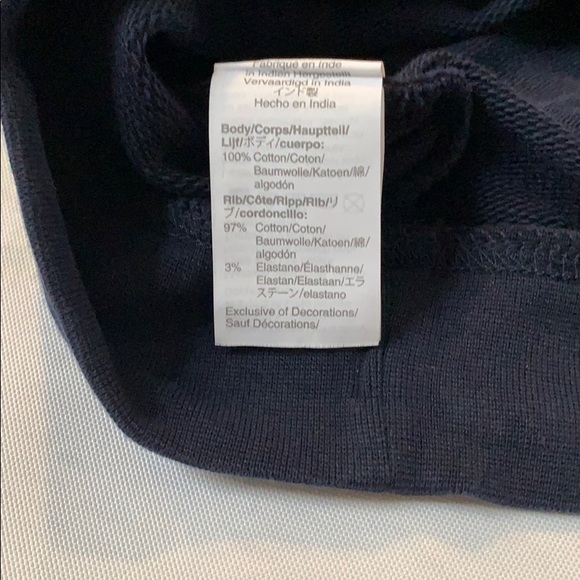 Fabriqué en Inde
In Indien Hergestellt
Vervaardigd in India
インド製
Hecho en India
Body/Corps/Hauptteil/
Lijf/ボディ/cuerpo:
100% Cotton/Coton/
Baumwolle/Katoen/綿/
algodón
Rib/Côte/Ripp/Rib/リ
ブ/cordoncillo:
97% Cotton/Coton/
Baumwolle/Katoen/綿/
algodón
3% Elastane/Élasthanne/
Elastan/Elastaan/エラ
ステーン/elastano
Exclusive of Decorations/
Sauf Décorations/